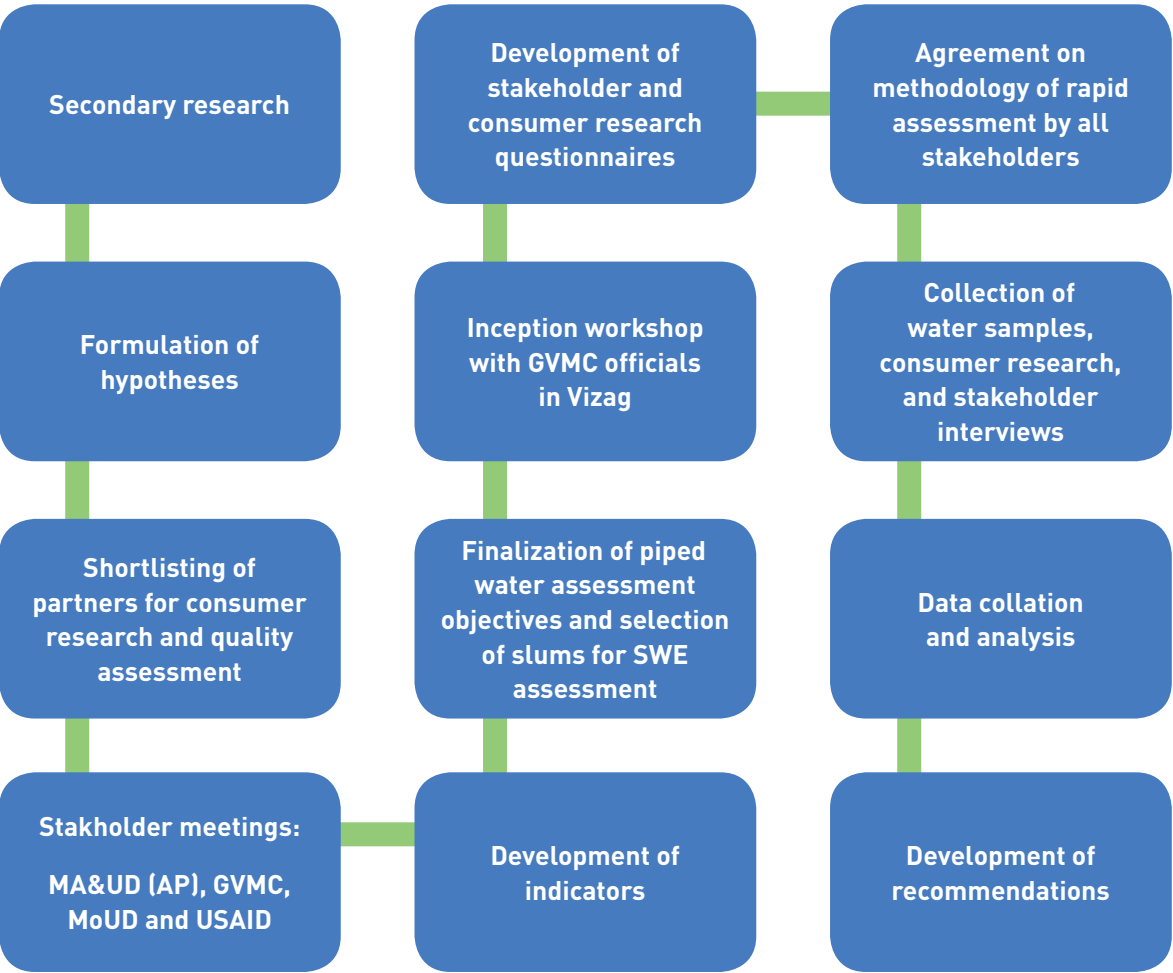 Secondary research
Formulation of
hypotheses
Shortlisting of
partners for consumer
research and quality
assessment
Stakholder meetings:
MA&UD (AP), GVMC,
MoUD and USAID
Development of
indicators
Finalization of piped
water assessment
objectives and selection
of slums for SWE
assessment
Inception workshop
with GVMC officials
in Vizag
Development of
stakeholder and
consumer research
questionnaires
Agreement on
methodology of rapid
assessment by all
stakeholders
Collection of
water samples,
consumer research,
and stakeholder
interviews
Data collation
and analysis
Development of
recommendations